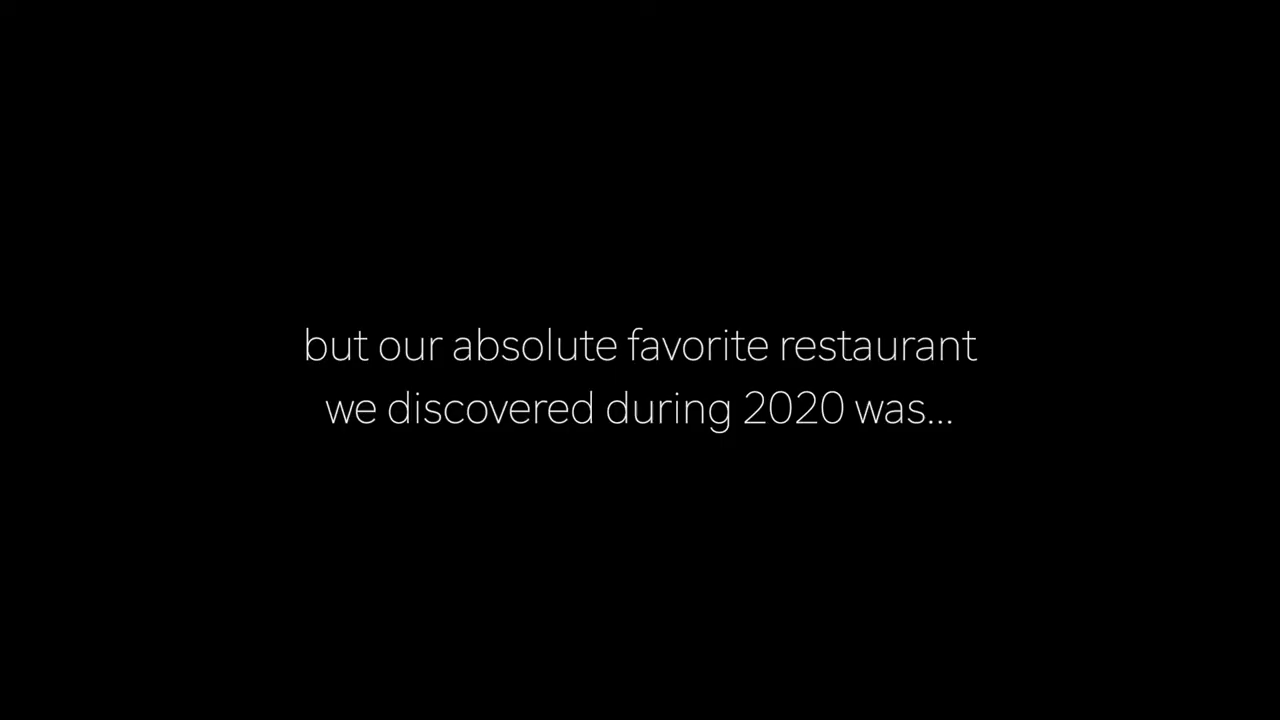 but our absolute favorite restaurant
we discovered during 2020 was...